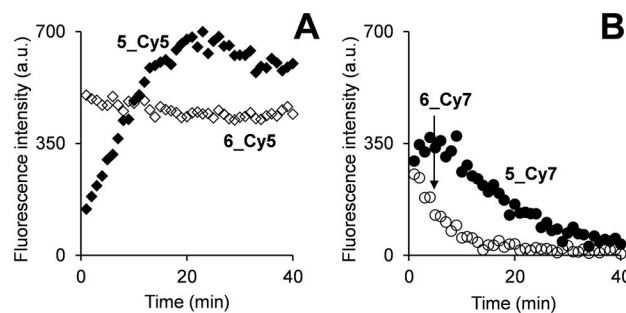 A
700
350
0
Fluorescence intensity (a.u.)
5_Cy5
6_Cy5
0
20
40
Time (min)
B
700
350
0
Fluorescence intensity (a.u.)
6_Cy7
5_Cy7
0
20
40
Time (min)